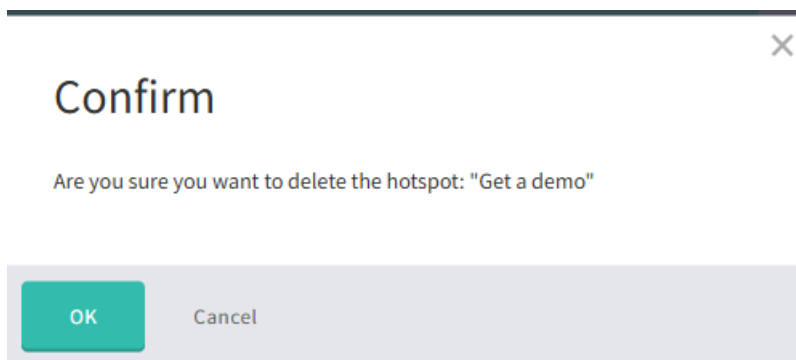 Confirm
Are you sure you want to delete the hotspot: "Get a demo"
OK
Cancel